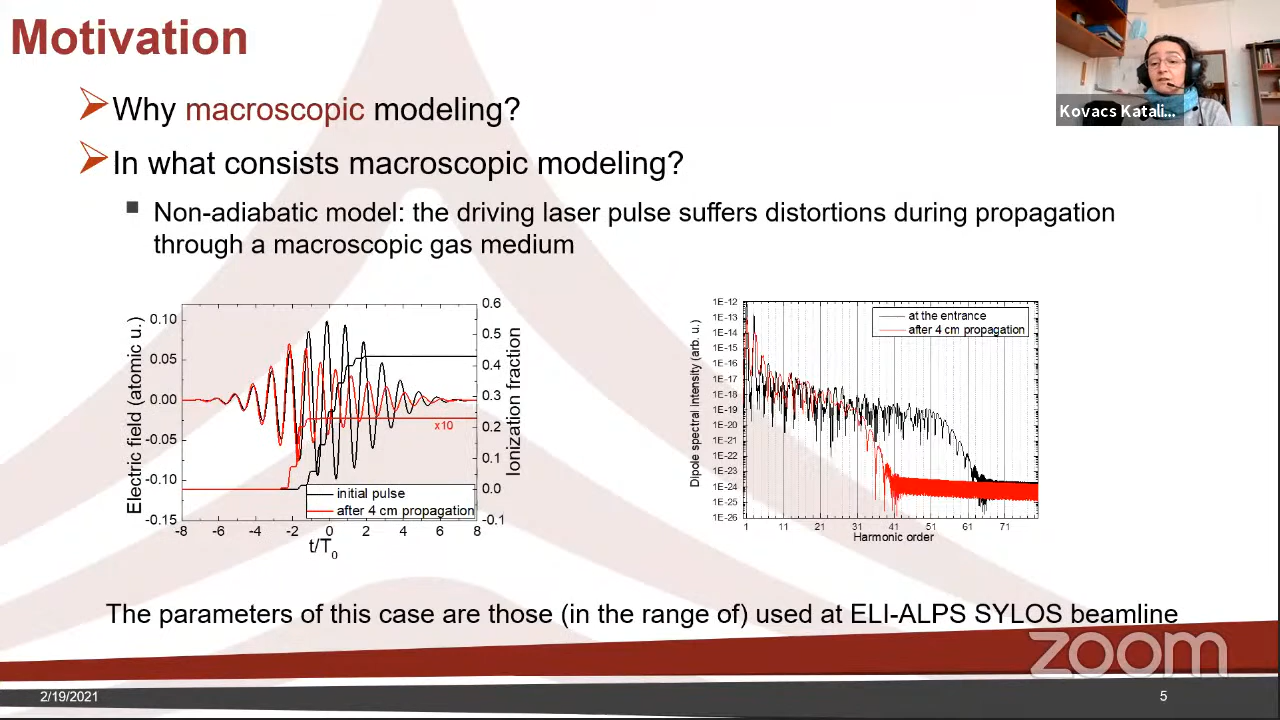 Motivation
Kovacs Katali...
Why macroscopic modeling?
In what consists macroscopic modeling?
Non-adiabatic model: the driving laser pulse suffers distortions during propagation
through a macroscopic gas medium
Electric field (atomic u.)
0.10
0.05
0.00
-0.05
-0.10
-0.15
-8 -6 -4 -2 0 2 4 6 8
t/T0
0.6
0.5
0.4
0.3
0.2
0.1
0.0
-0.1
Ionization fraction
x10
initial pulse
after 4 cm propagation
Dipole spectral intensity (arb. u.)
1E-12
1E-13
1E-14
1E-15
1E-16
1E-17
1E-18
1E-19
1E-20
1E-21
1E-22
1E-23
1E-24
1E-25
1E-26
1 11 21 31 41 51 61 71
Harmonic order
at the entrance
after 4 cm propagation
The parameters of this case are those (in the range of) used at ELI-ALPS SYLOS beamline
zoom
2/19/2021
5